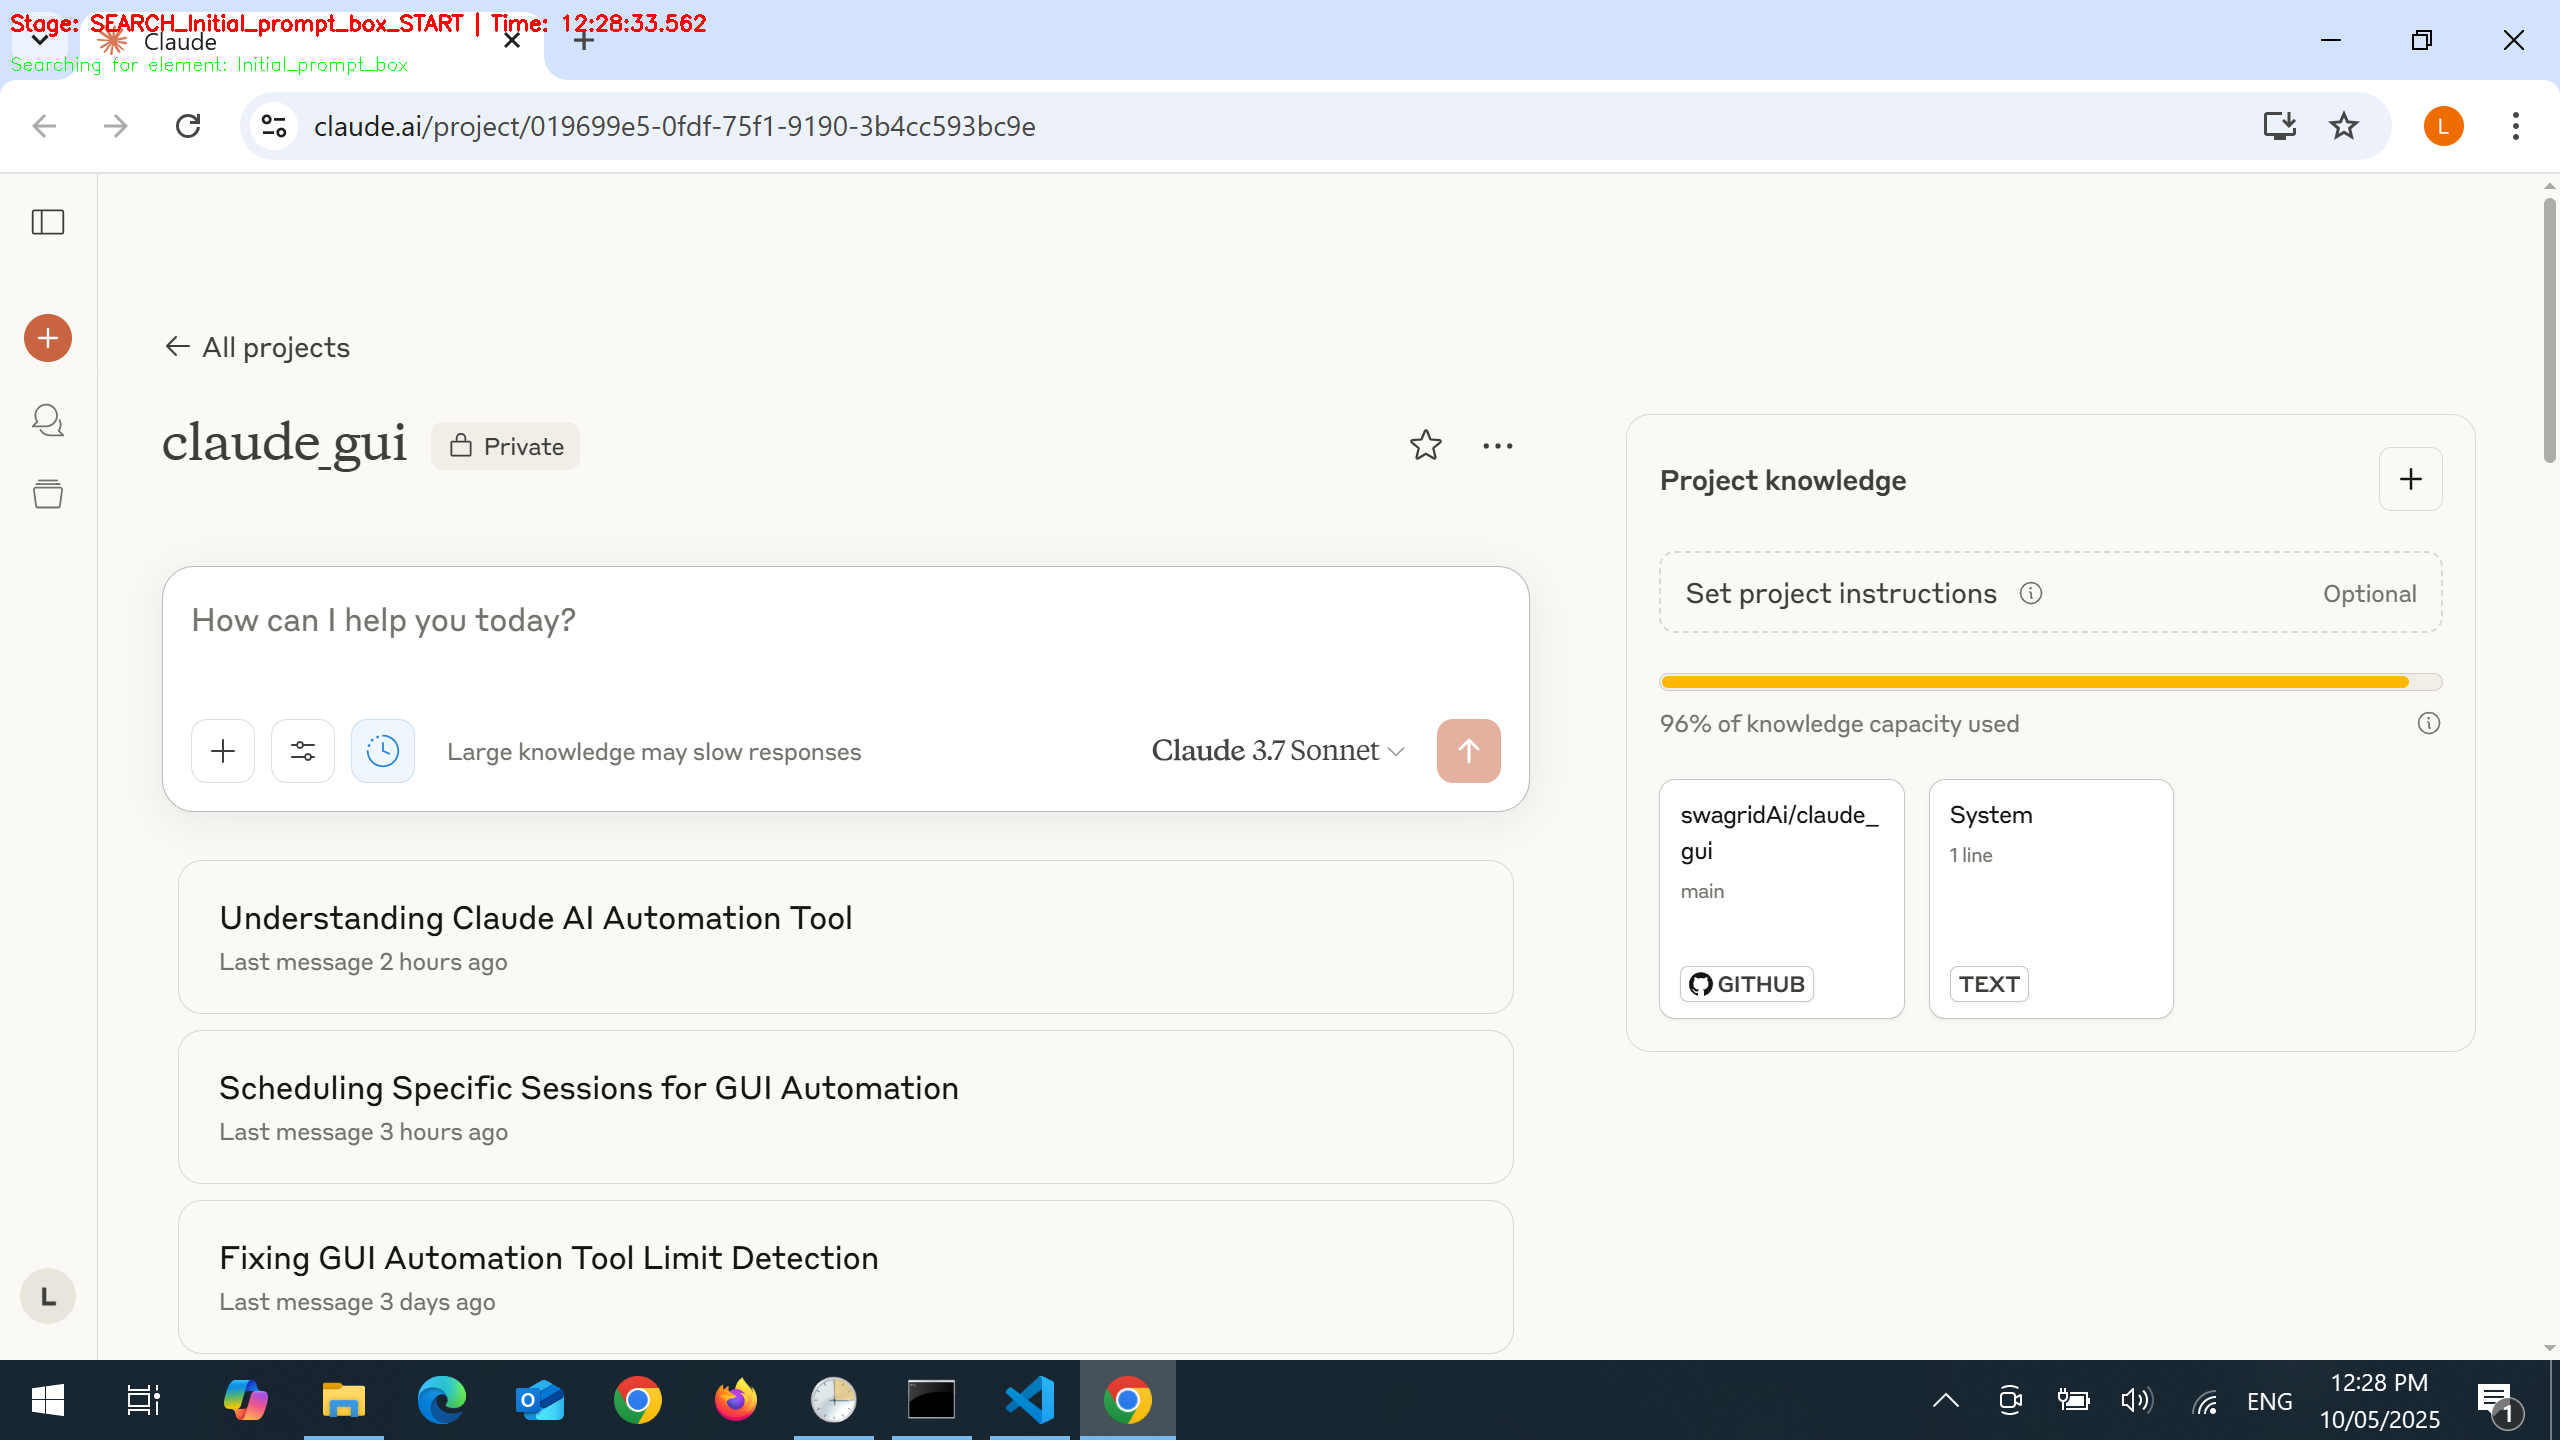 Stage: SEARCH_Initial_prompt_box_START | Time: 12:28:33.562
Claude
Searching for element: Initial_prompt_box
claude.ai/project/019699e5-0fdf-75f1-9190-3b4cc593bc9e
L
All projects
claude_gui
Private
How can I help you today?
Large knowledge may slow responses
Claude 3.7 Sonnet
Understanding Claude AI Automation Tool
Last message 2 hours ago
Scheduling Specific Sessions for GUI Automation
Last message 3 hours ago
Fixing GUI Automation Tool Limit Detection
Last message 3 days ago
Project knowledge
Set project instructions
Optional
96% of knowledge capacity used
swagridAi/claude_
gui
main
GITHUB
System
1 line
TEXT
L
ENG
12:28 PM
10/05/2025
1